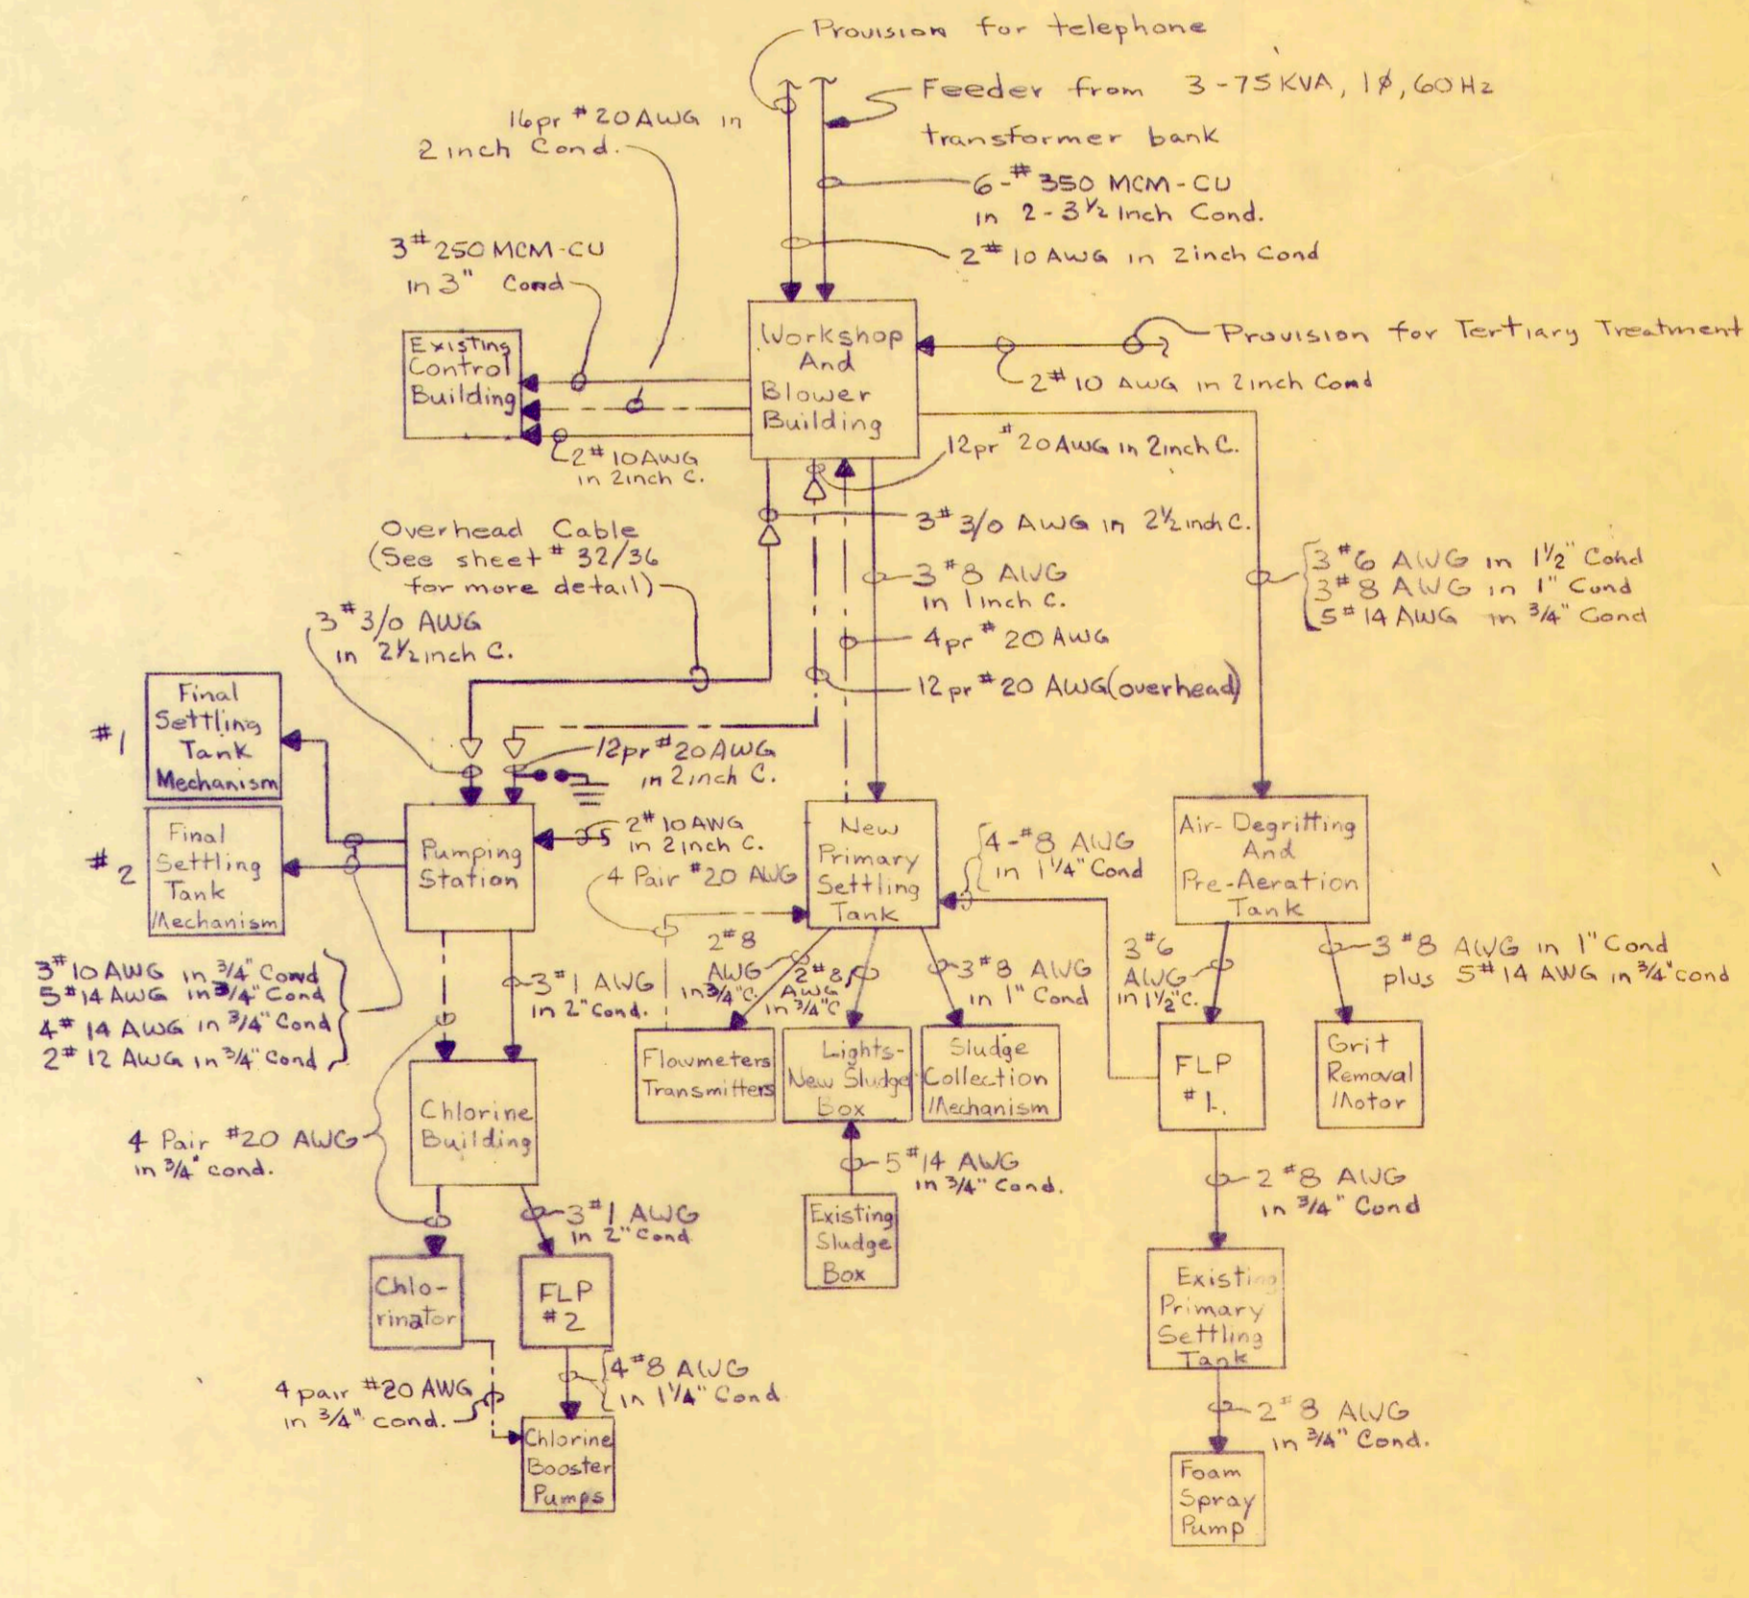 Provision for telephone
Feeder from 3-75KVA, 1φ, 60Hz
transformer bank
16pr #20AWG in
2 inch Cond.
6-#350 MCM-CU
in 2-3½ Inch Cond.
2#10 AWG in 2inch Cond
3#250 MCM-CU
in 3" Cond
Existing
Control
Building
Workshop
And
Blower
Building
Provision for Tertiary Treatment
2#10 AWG in 2inch Cond
2#10AWG
in 2inch C.
12pr #20AWG in 2inch C.
3#3/0 AWG in 2½inch C.
Overhead Cable
(See sheet #32/36
for more detail)
3#8 AWG
in 1inch C.
3#6 AWG in 1½" Cond
3#8 AWG in 1" Cond
5#14 AWG in ¾" Cond
3#3/0 AWG
in 2½inch C.
4pr #20 AWG
12pr #20 AWG(overhead)
#1
Final
Settling
Tank
Mechanism
12pr #20AWG
in 2inch C.
#2
Final
Settling
Tank
Mechanism
Pumping
Station
2#10AWG
in 2inch C.
4 Pair #20 AWG
New
Primary
Settling
Tank
4-#8 AWG
in 1¼" Cond
Air-Degritting
And
Pre-Aeration
Tank
3#10 AWG in ¾" Cond
5#14 AWG in ¾" Cond
4#14 AWG in ¾" Cond
2#12 AWG in ¾" Cond
3#1 AWG
in 2" Cond.
2#8
AWG
in ¾"C.
2#8
AWG
in ¾"C
3#8 AWG
in 1" Cond
3#6
AWG
in 1½"C.
3#8 AWG in 1" Cond
plus 5#14 AWG in ¾"cond
Flowmeters
Transmitters
Lights-
New Sludge
Box
Sludge
Collection
Mechanism
FLP
#1.
Grit
Removal
Motor
Chlorine
Building
4 Pair #20 AWG
in ¾" cond.
5#14 AWG
in ¾" Cond.
2#8 AWG
in ¾" Cond
3#1 AWG
in 2" Cond
Existing
Sludge
Box
Chlo-
rinator
FLP
#2
Existing
Primary
Settling
Tank
4#8 AWG
in 1¼" Cond
4 pair #20 AWG
in ¾" cond.
2#8 AWG
in ¾" Cond.
Chlorine
Booster
Pumps
Foam
Spray
Pump